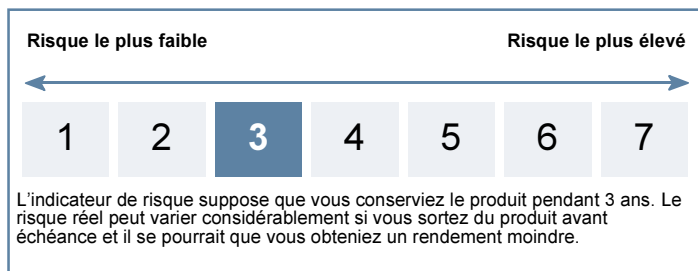 Risque le plus faible Risque le plus élevé
1 2 3 4 5 6 7
L'indicateur de risque suppose que vous conserviez le produit pendant 3 ans. Le
risque réel peut varier considérablement si vous sortez du produit avant
échéance et il se pourrait que vous obteniez un rendement moindre.